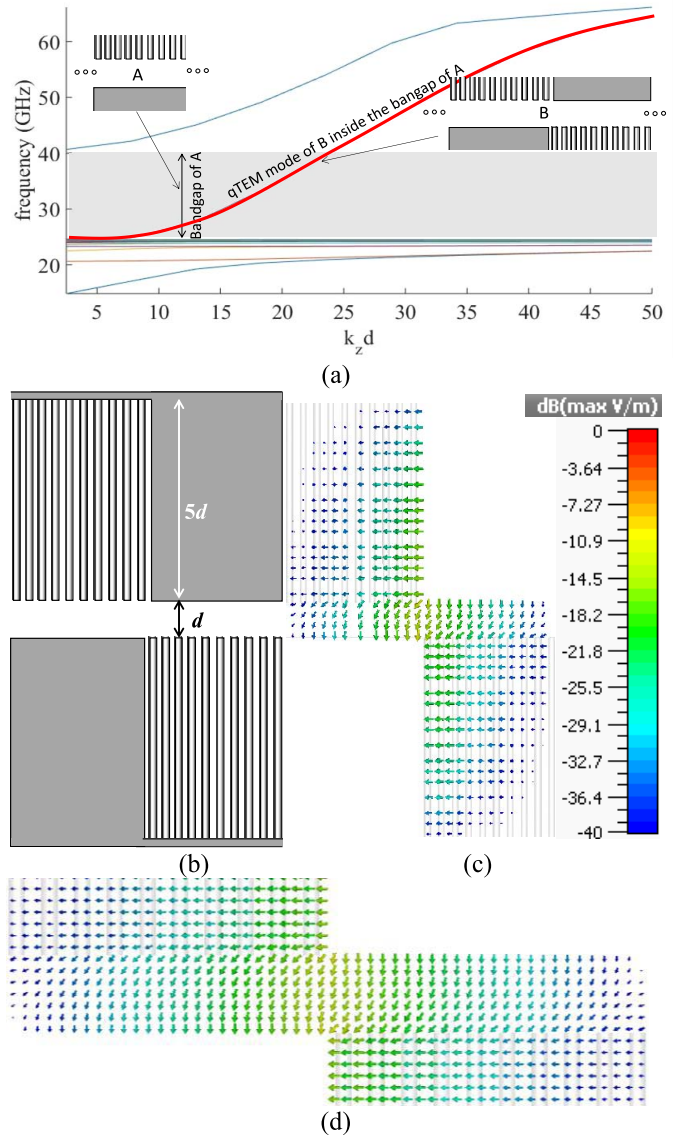 60
50
40
30
20
frequency (GHz)
A
Bandgap of A
qTEM mode of B inside the bangap of A
B
5 10 15 20 25 30 35 40 45 50
k_z d
(a)
5d
d
dB(max V/m)
0
-3.64
-7.27
-10.9
-14.5
-18.2
-21.8
-25.5
-29.1
-32.7
-36.4
-40
(b)
(c)
(d)